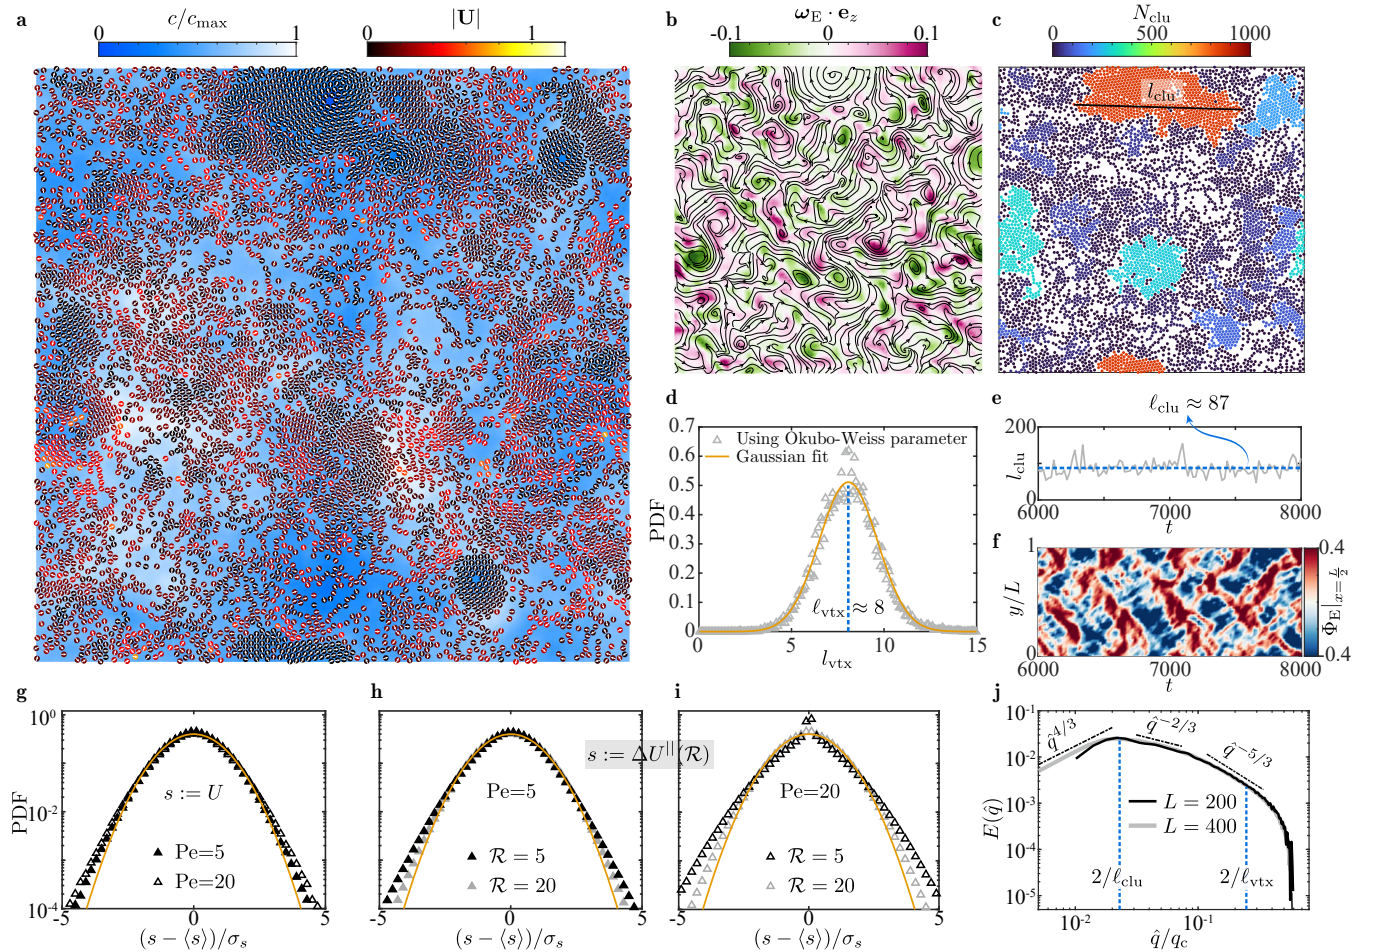 a
c/c_max
0 1
|U|
0 1
b
ω_E · e_z
-0.1 0 0.1
c
N_clu
0 500 1000
l_clu
d
0.7
0.6
0.5
0.4
0.3
0.2
0.1
0
PDF
Using Okubo-Weiss parameter
Gaussian fit
ℓ_vtx ≈ 8
0 5 10 15
l_vtx
e
ℓ_clu ≈ 87
200
100
0
l_clu
6000 7000 8000
t
f
1
0
y/L
6000 7000 8000
t
0.4
0
0.4
Φ_E|_{x=L/2}
g
10^0
10^-2
10^-4
PDF
s := U
Pe=5
Pe=20
-5 0 5
(s − ⟨s⟩)/σ_s
h
Pe=5
R = 5
R = 20
-5 0 5
(s − ⟨s⟩)/σ_s
s := ΔU^||(R)
i
Pe=20
R = 5
R = 20
-5 0 5
(s − ⟨s⟩)/σ_s
j
10^-1
10^-2
10^-3
10^-4
10^-5
E(q̂)
q̂^4/3
q̂^−2/3
q̂^−5/3
L = 200
L = 400
2/ℓ_clu
2/ℓ_vtx
10^-2 10^-1
q̂/q_c